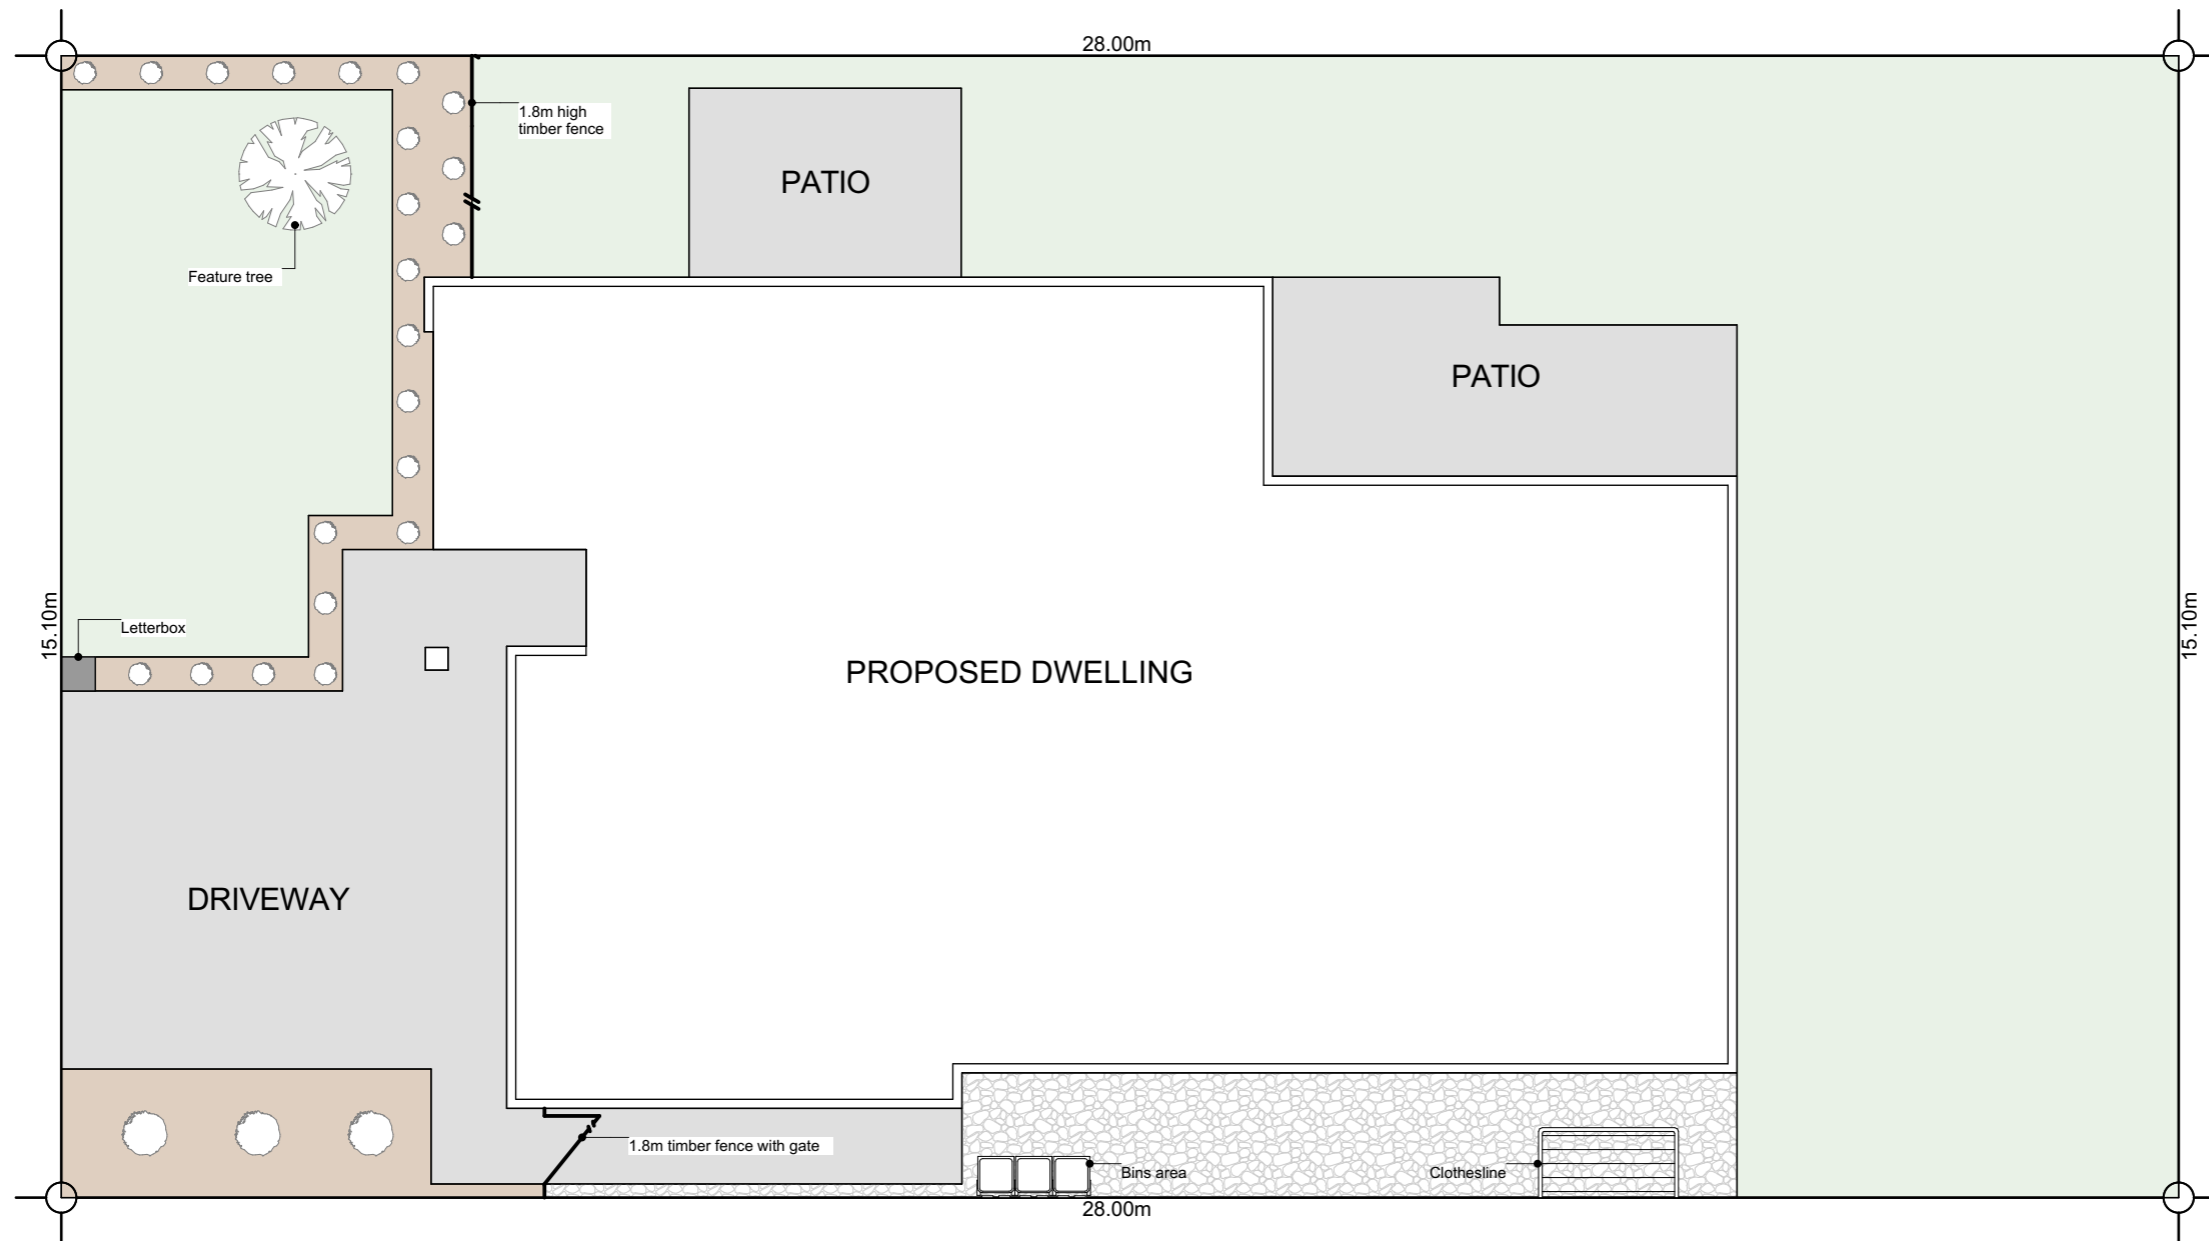 28.00m
1.8m high
timber fence
PATIO
Feature tree
PATIO
15.10m
15.10m
Letterbox
PROPOSED DWELLING
DRIVEWAY
1.8m timber fence with gate
Bins area
Clothesline
28.00m